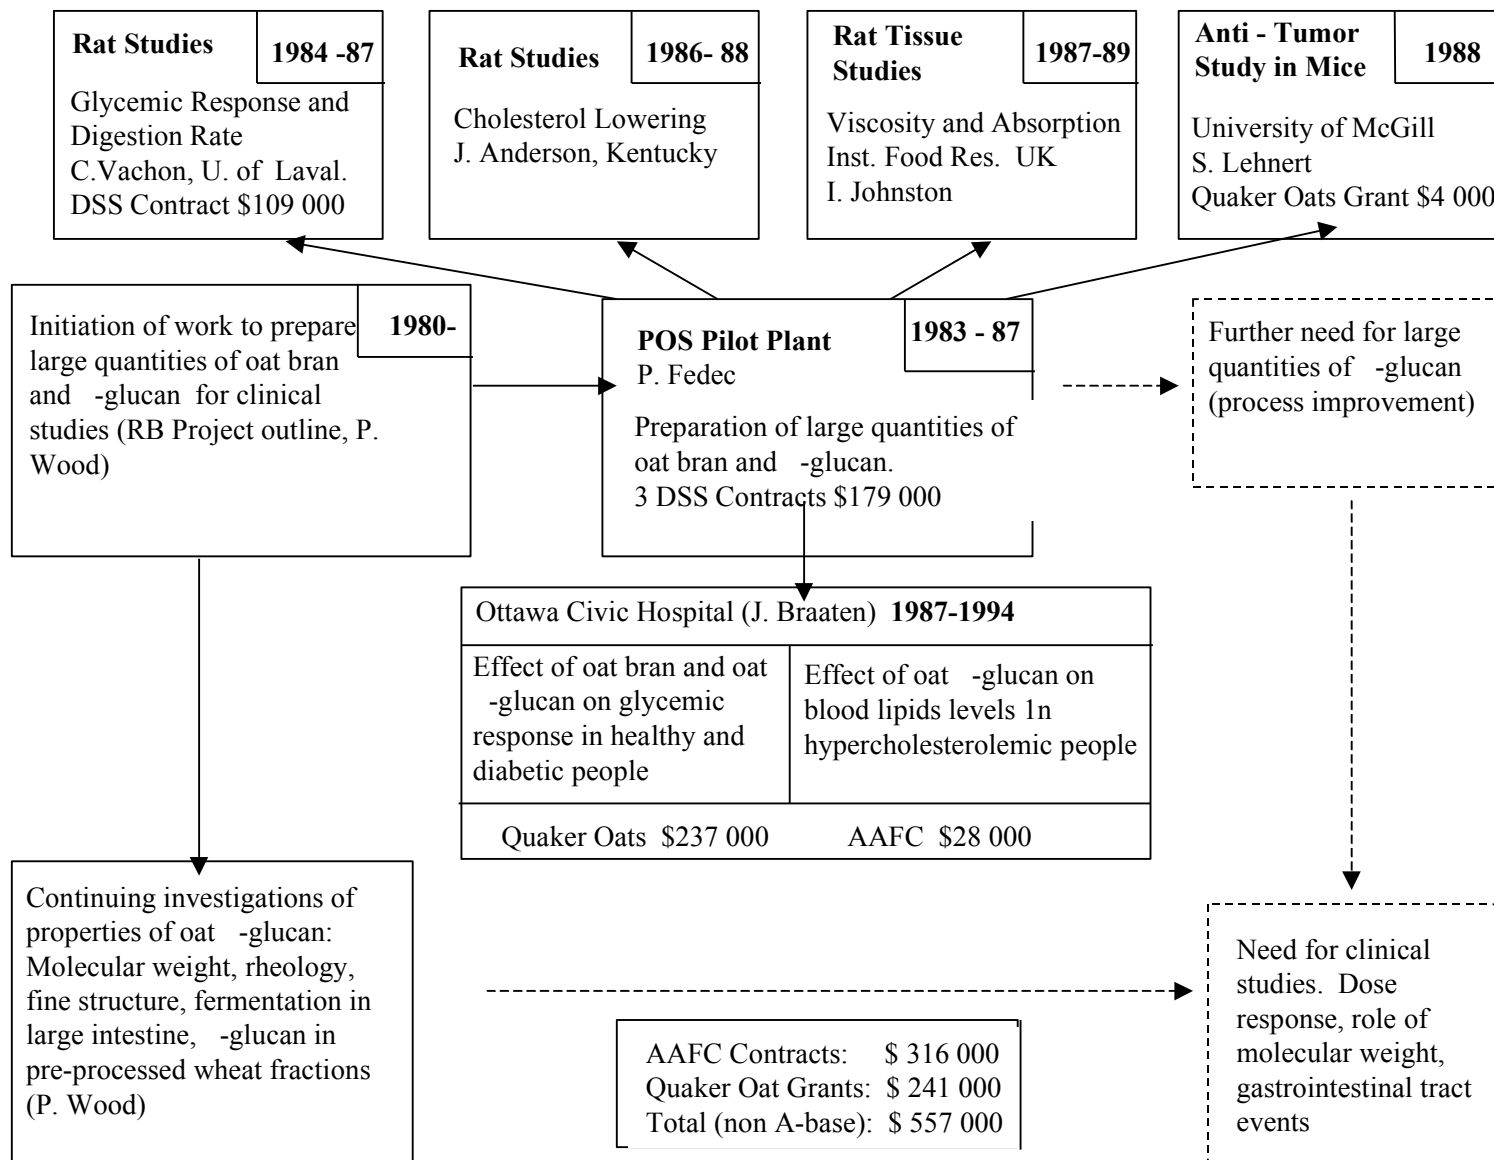 Rat Studies
1984 -87
Glycemic Response and
Digestion Rate
C.Vachon, U. of Laval.
DSS Contract $109 000
Rat Studies
1986- 88
Cholesterol Lowering
J. Anderson, Kentucky
Rat Tissue
Studies
1987-89
Viscosity and Absorption
Inst. Food Res. UK
I. Johnston
Anti - Tumor
Study in Mice
1988
University of McGill
S. Lehnert
Quaker Oats Grant $4 000
Initiation of work to prepare
large quantities of oat bran
and -glucan for clinical
studies (RB Project outline, P.
Wood)
1980-
POS Pilot Plant
P. Fedec
1983 - 87
Preparation of large quantities of
oat bran and -glucan.
3 DSS Contracts $179 000
Further need for large
quantities of -glucan
(process improvement)
Ottawa Civic Hospital (J. Braaten) 1987-1994
Effect of oat bran and oat
-glucan on glycemic
response in healthy and
diabetic people
Effect of oat -glucan on
blood lipids levels 1n
hypercholesterolemic people
Quaker Oats $237 000
AAFC $28 000
Continuing investigations of
properties of oat -glucan:
Molecular weight, rheology,
fine structure, fermentation in
large intestine, -glucan in
pre-processed wheat fractions
(P. Wood)
AAFC Contracts: $ 316 000
Quaker Oat Grants: $ 241 000
Total (non A-base): $ 557 000
Need for clinical
studies. Dose
response, role of
molecular weight,
gastrointestinal tract
events